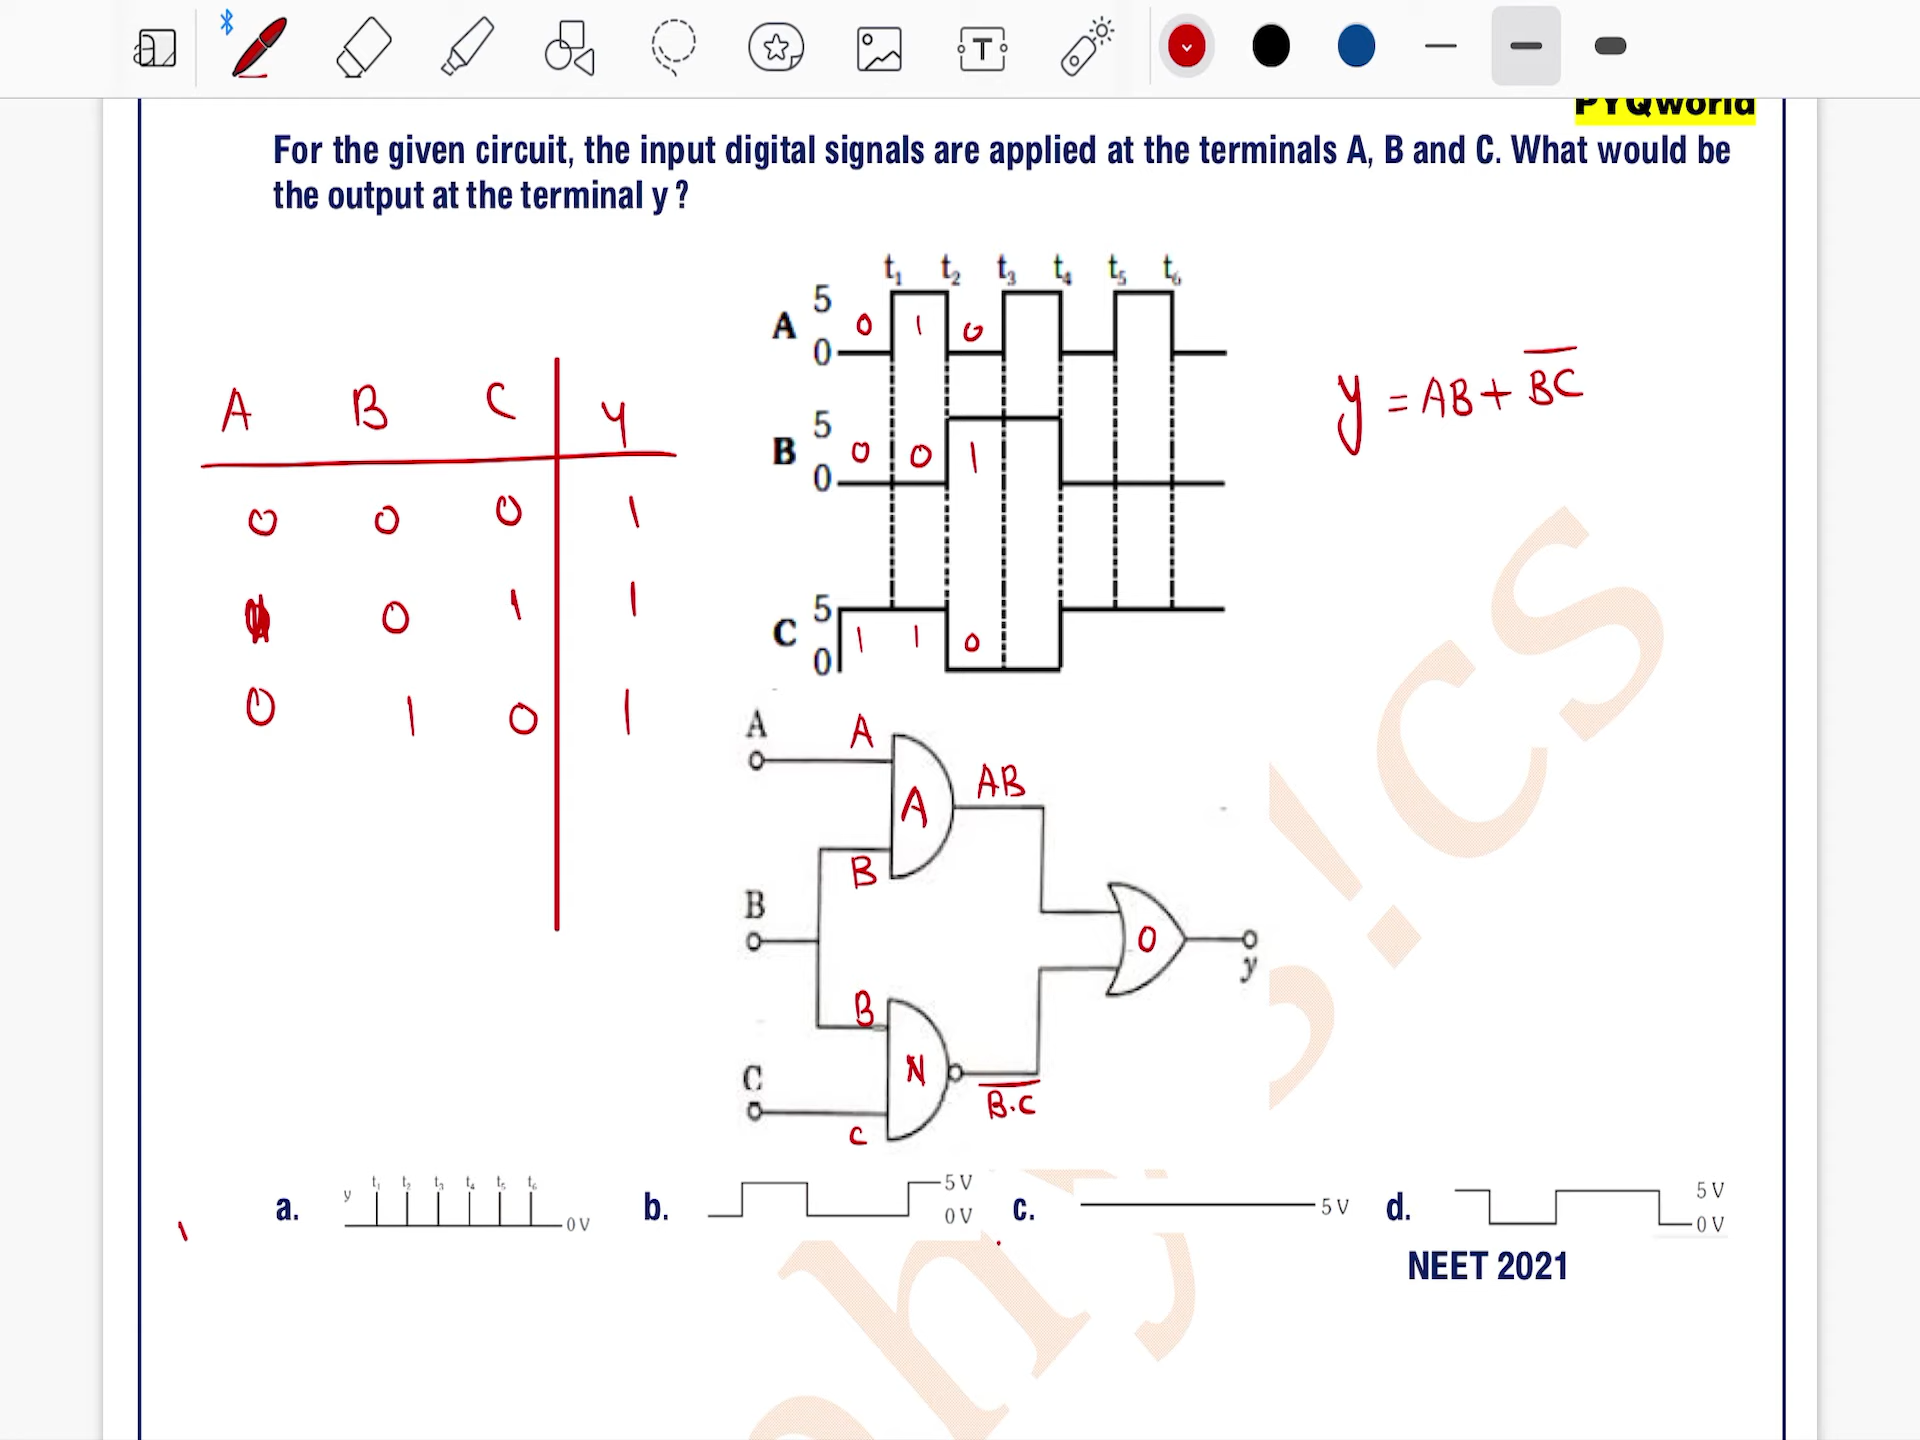 PYQworld
For the given circuit, the input digital signals are applied at the terminals A, B and C. What would be
the output at the terminal y ?
t1 t2 t3 t4 t5 t6
A 5 0 0 1 0
B 5 0 0 0 1
C 5 0 1 1 0
y = AB + B̅C̅
A B C y
0 0 0 1
0 1 1
0 1 0 1
A A
A AB
B
B
O y
B
N B̅.̅C̅
C
C
a. y t1 t2 t3 t4 t5 t6 0 V
b. 5 V 0 V
c. 5 V
d. 5 V 0 V
NEET 2021